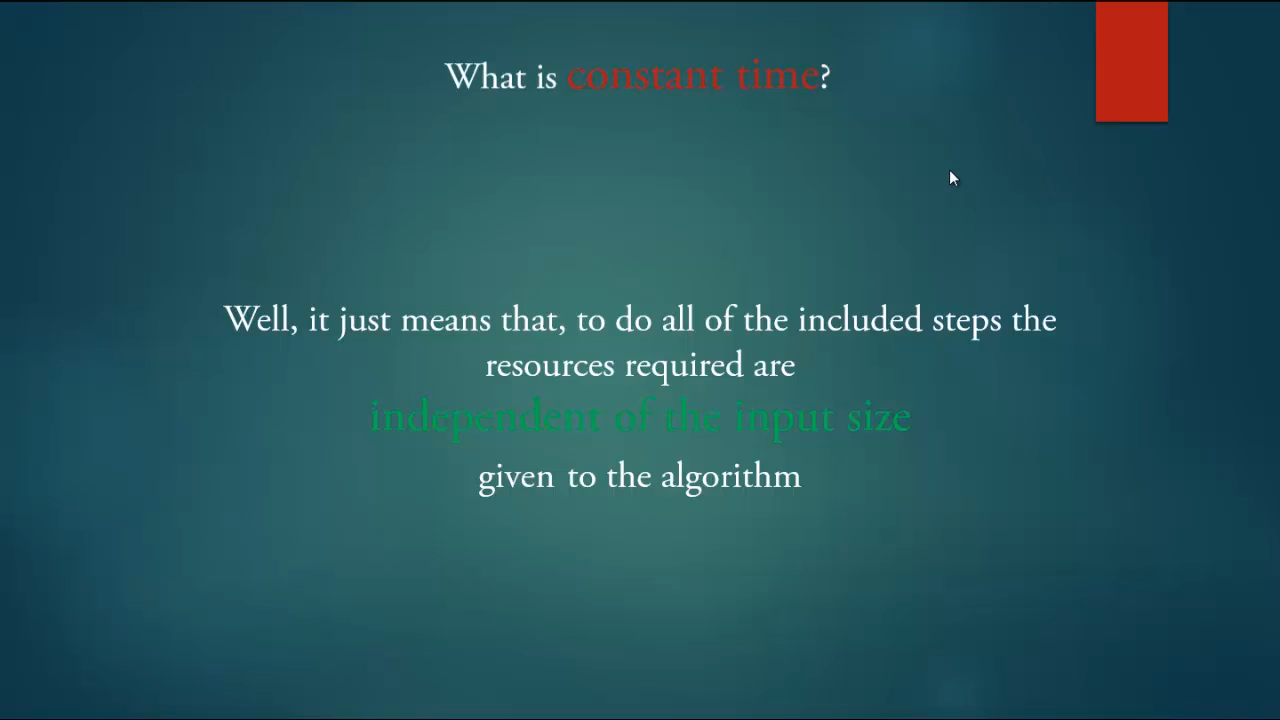 What is constant time?
Well, it just means that, to do all of the included steps the
resources required are
independent of the input size
given to the algorithm